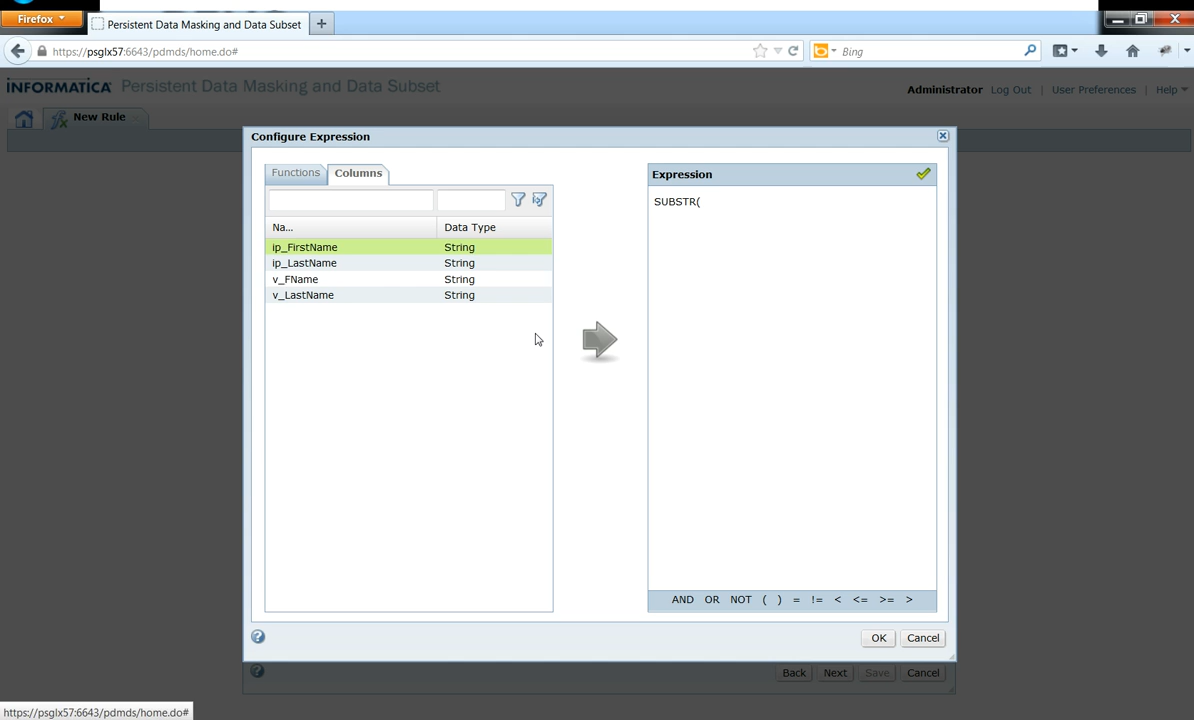 Firefox
Persistent Data Masking and Data Subset
https://psglx57:6643/pdmds/home.do#
Bing
INFORMATICA Persistent Data Masking and Data Subset
Administrator Log Out | User Preferences | Help
New Rule
Configure Expression
Functions Columns
Expression
SUBSTR(
Na... Data Type
ip_FirstName String
ip_LastName String
v_FName String
v_LastName String
AND OR NOT ( ) = != < <= >= >
OK Cancel
Back Next Save Cancel
https://psglx57:6643/pdmds/home.do#